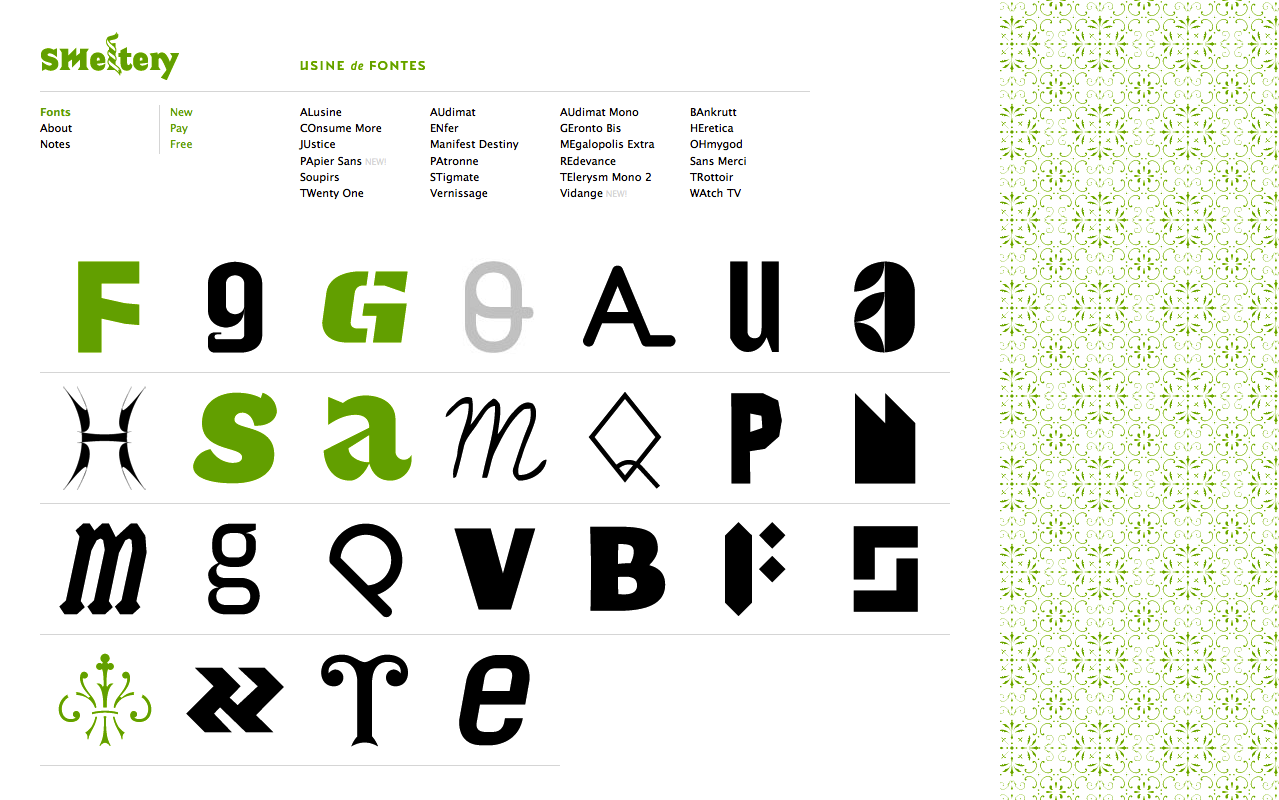 SMeltery
USINE de FONTES
Fonts
About
Notes
New
Pay
Free
ALusine
COnsume More
JUstice
PApier Sans NEW!
Soupirs
TWenty One
AUdimat
ENfer
Manifest Destiny
PAtronne
STigmate
Vernissage
AUdimat Mono
GEronto Bis
MEgalopolis Extra
REdevance
TElerysm Mono 2
Vidange NEW!
BAnkrutt
HEretica
OHmygod
Sans Merci
TRottoir
WAtch TV
F g G A u a
H s a m Q P
m g Q V B F S
T e